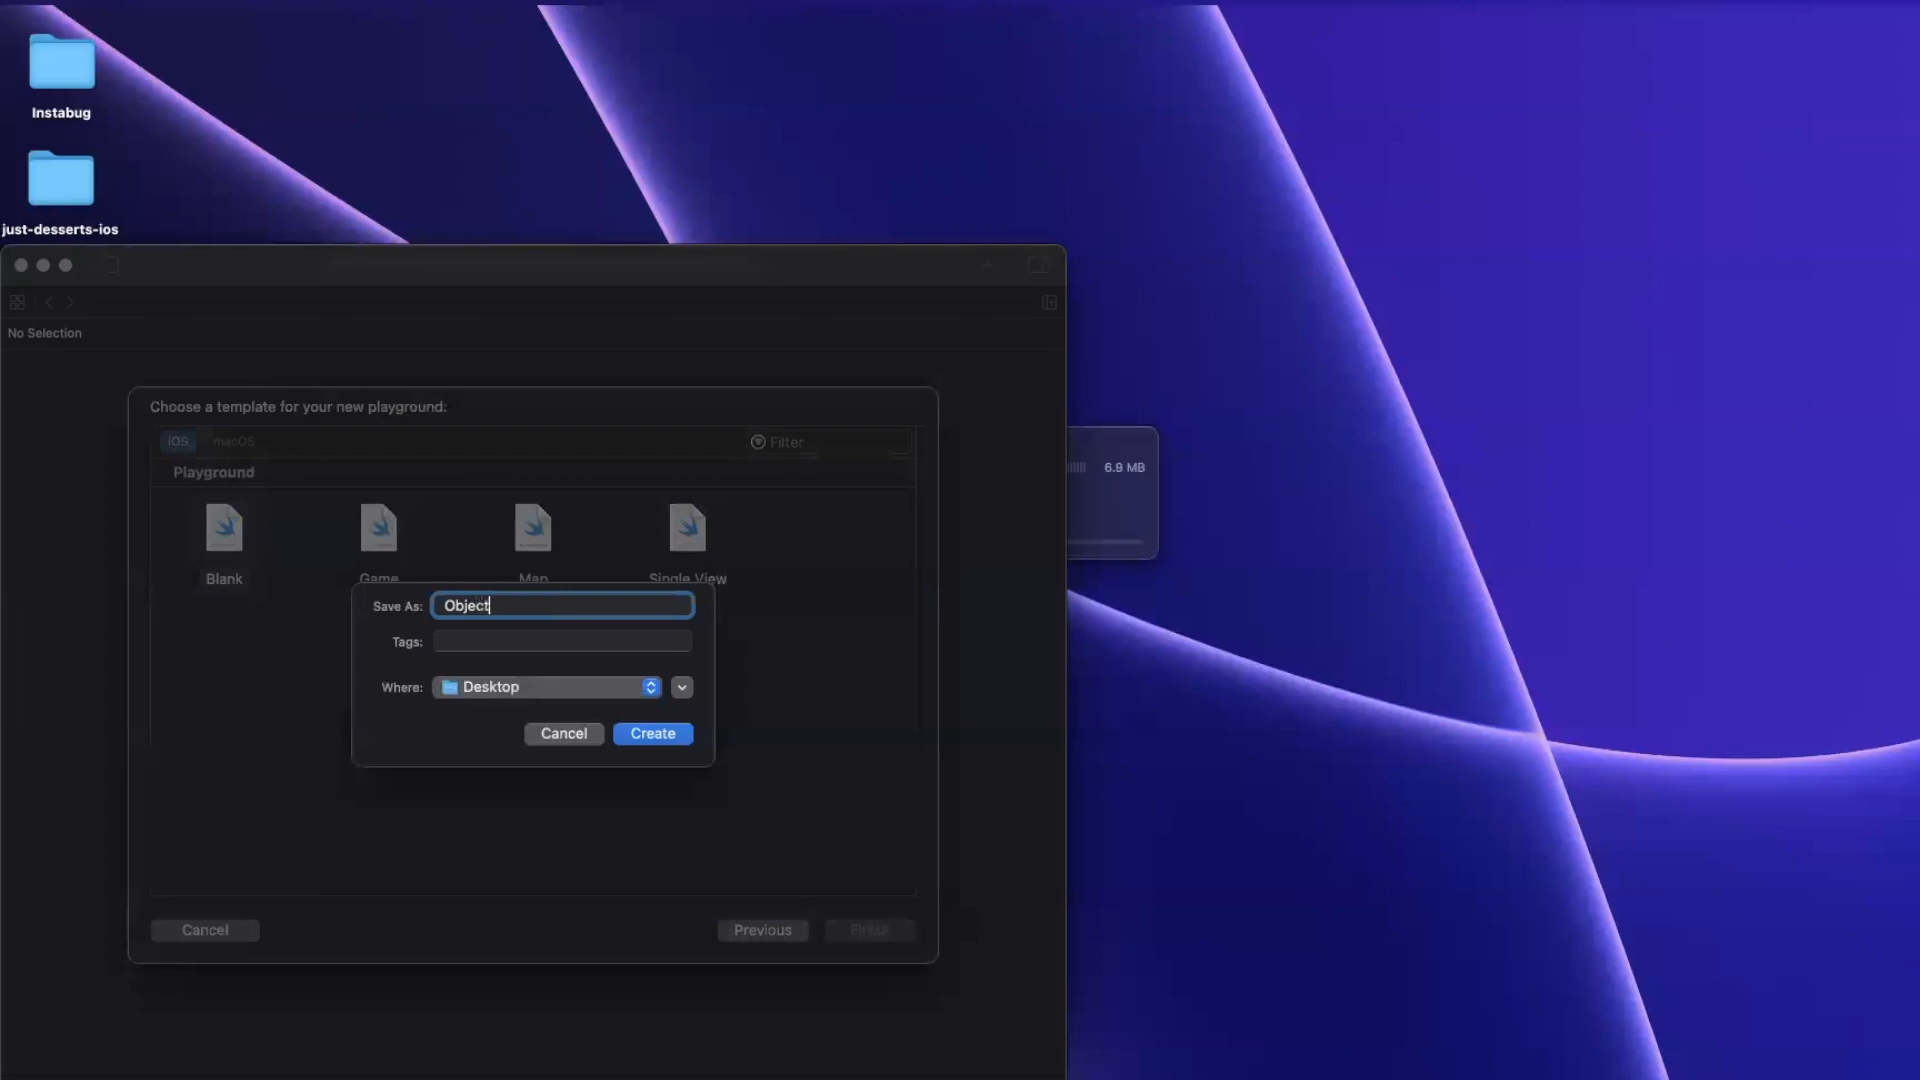 Instabug
just-desserts-ios
No Selection
Choose a template for your new playground:
iOS macOS Filter
Playground
6.9 MB
Blank Game Map Single View
Save As: Object
Tags:
Where: Desktop
Cancel Create
Cancel Previous Finish